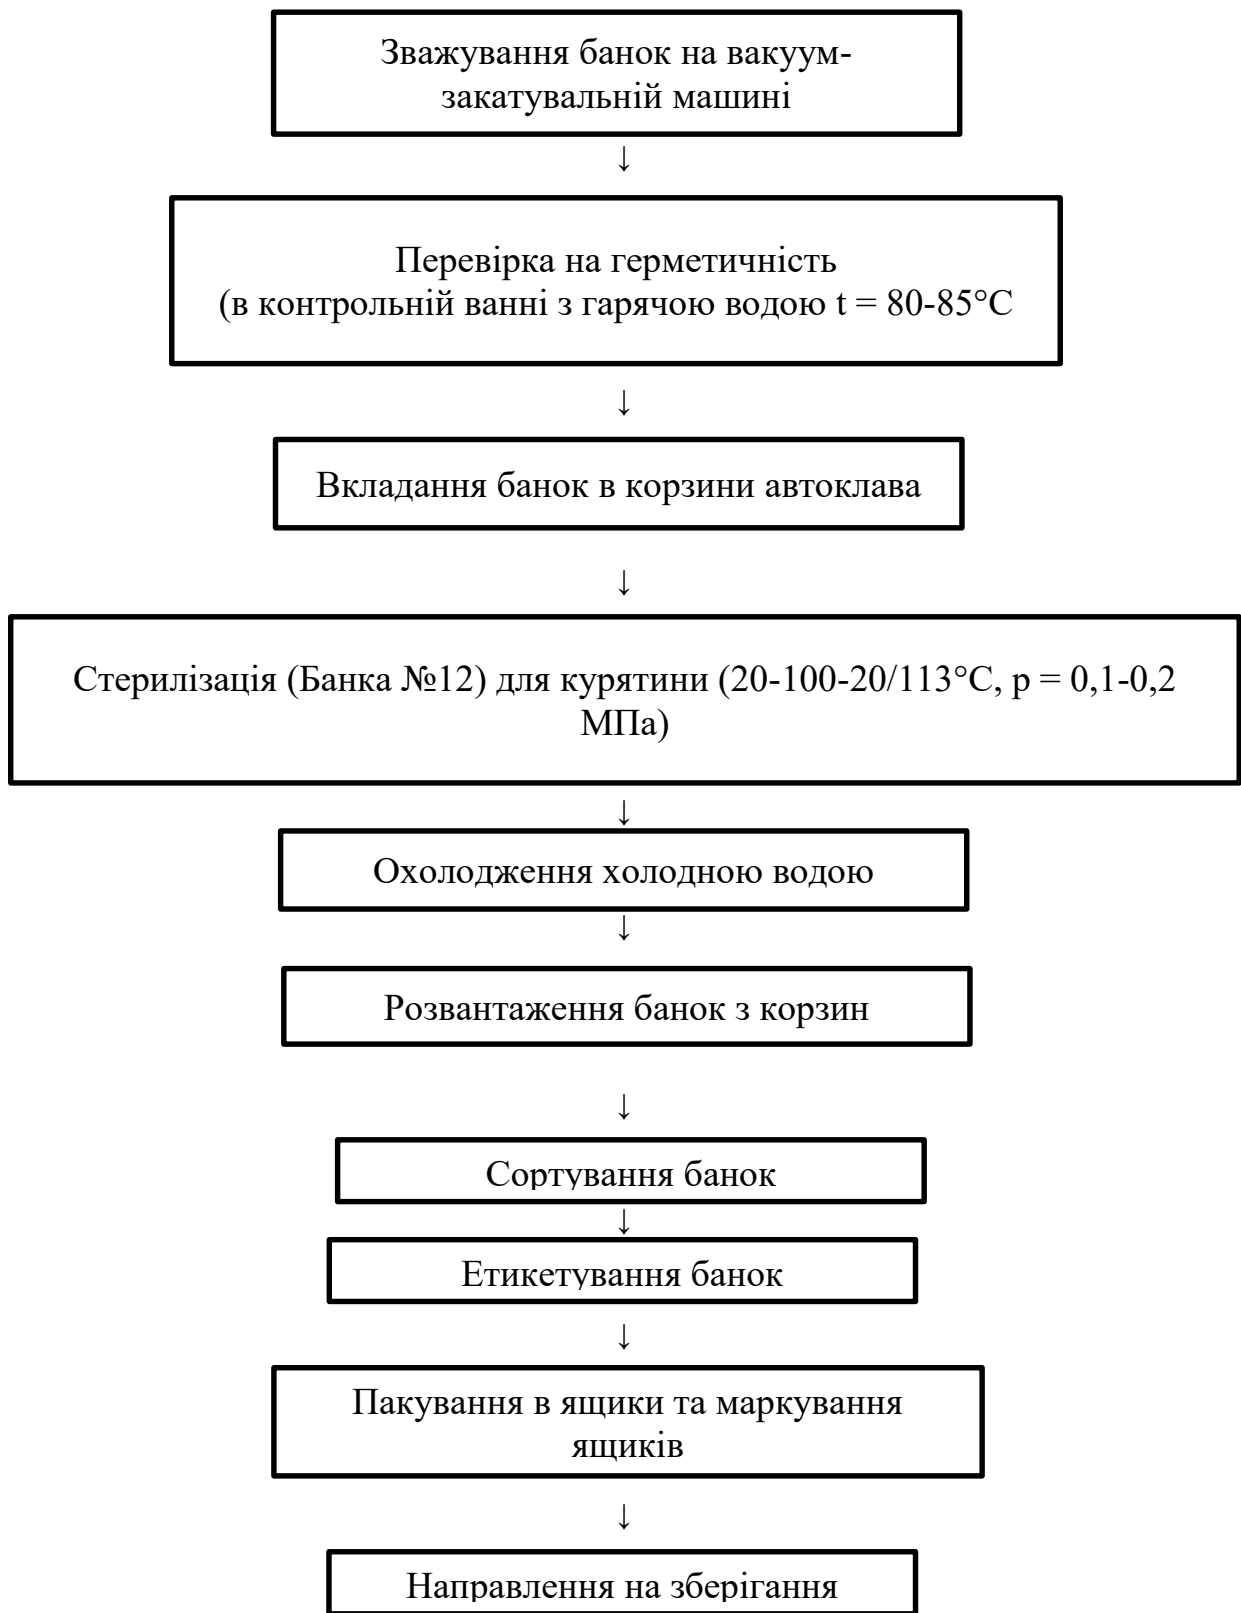 Зважування банок на вакуум-
закатувальній машині
↓
Перевірка на герметичність
(в контрольній ванні з гарячою водою t = 80-85°C
↓
Вкладання банок в корзини автоклава
↓
Стерилізація (Банка №12) для курятини (20-100-20/113°C, р = 0,1-0,2
МПа)
↓
Охолодження холодною водою
↓
Розвантаження банок з корзин
↓
Сортування банок
↓
Етикетування банок
↓
Пакування в ящики та маркування
ящиків
↓
Направлення на зберігання